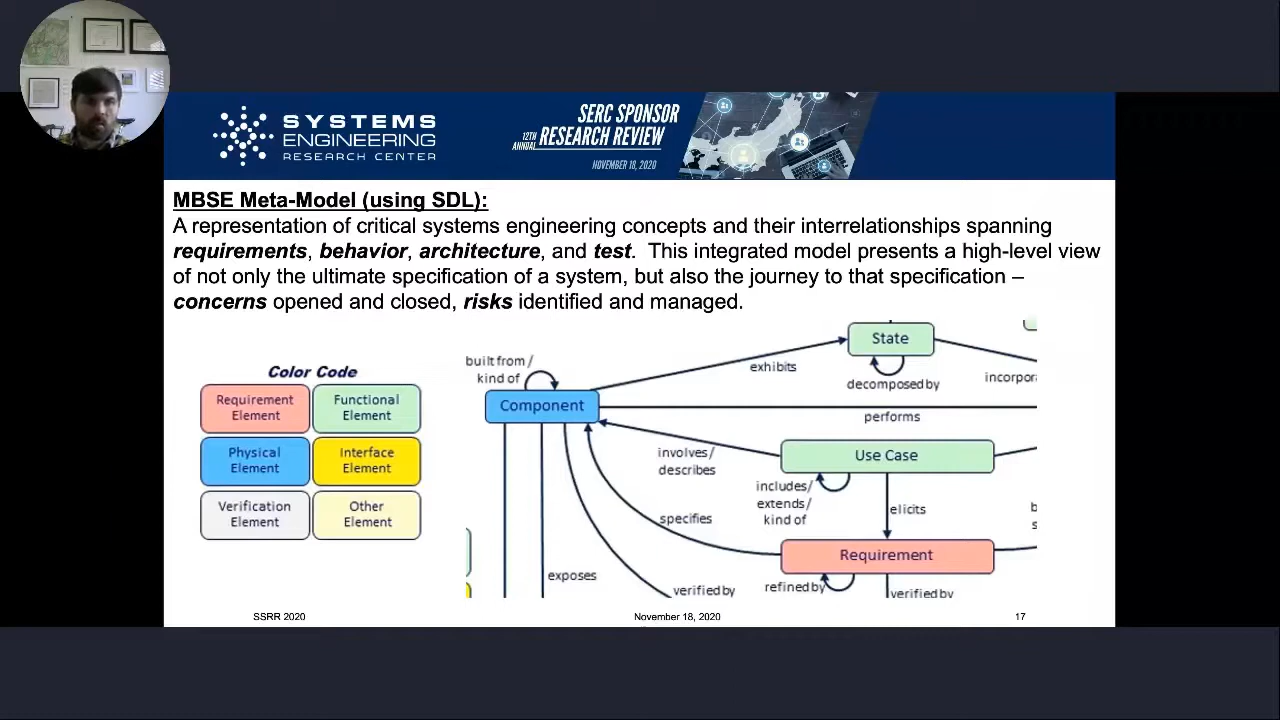 SYSTEMS
ENGINEERING
RESEARCH CENTER
SERC SPONSOR
12TH
ANNUAL
RESEARCH REVIEW
NOVEMBER 18, 2020
MBSE Meta-Model (using SDL):
A representation of critical systems engineering concepts and their interrelationships spanning
requirements, behavior, architecture, and test. This integrated model presents a high-level view
of not only the ultimate specification of a system, but also the journey to that specification –
concerns opened and closed, risks identified and managed.
Color Code
Requirement
Element
Functional
Element
Physical
Element
Interface
Element
Verification
Element
Other
Element
built from /
kind of
Component
exhibits
State
decomposed by
incorpora
performs
involves /
describes
Use Case
includes/
extends/
kind of
elicits
specifies
b
s
Requirement
exposes
verified by
refined by
verified by
SSRR 2020
November 18, 2020
17